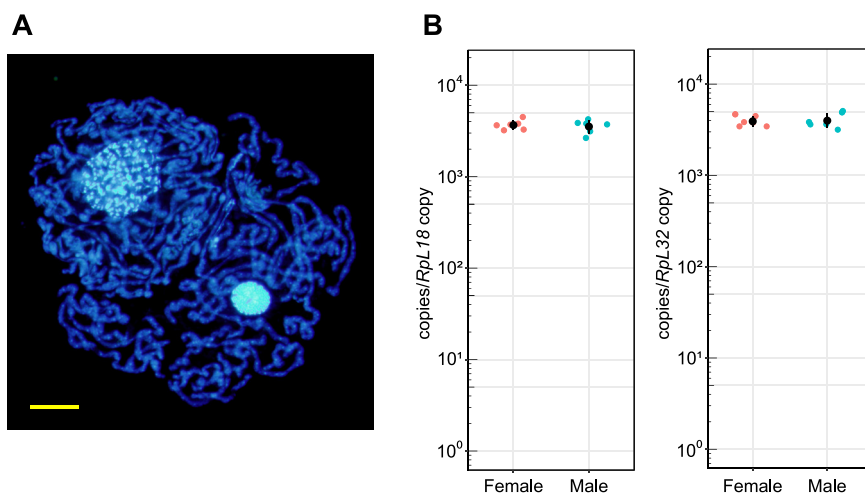 A
B
copies/RpL18 copy
10⁴
10³
10²
10¹
10⁰
Female Male
copies/RpL32 copy
10⁴
10³
10²
10¹
10⁰
Female Male